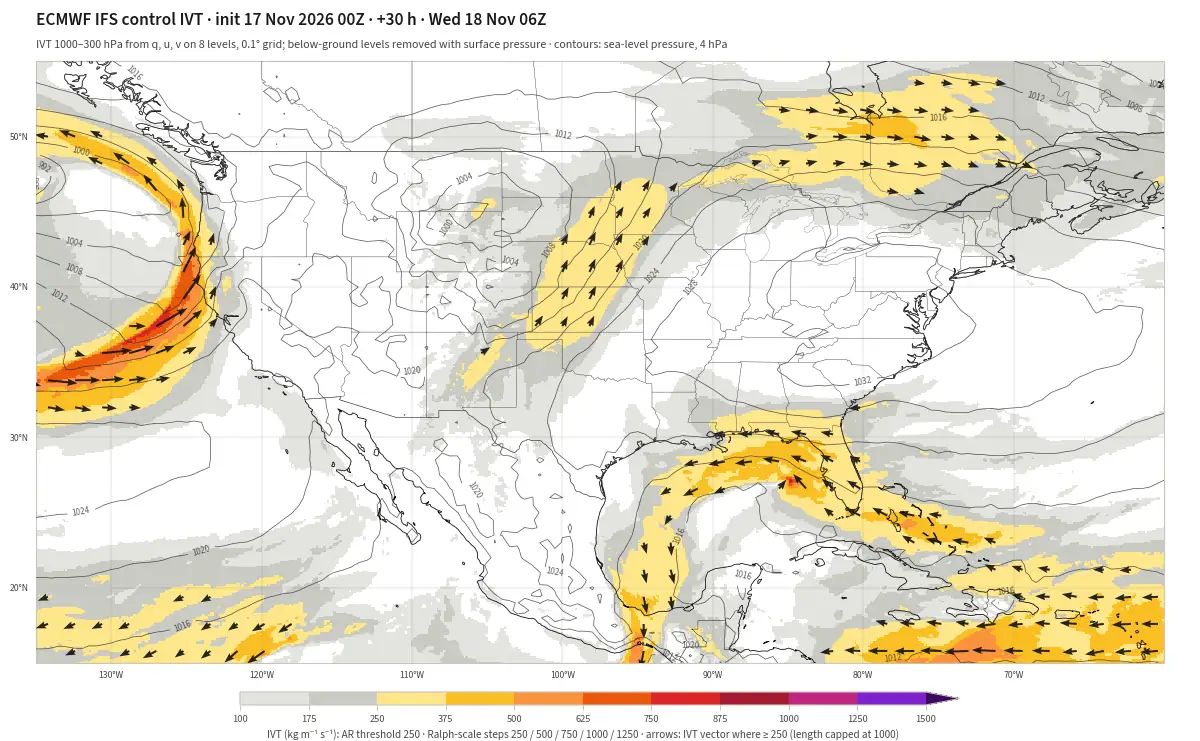 ECMWF IFS control IVT · init 17 Nov 2026 00Z · +30 h · Wed 18 Nov 06Z
IVT 1000–300 hPa from q, u, v on 8 levels, 0.1° grid; below-ground levels removed with surface pressure · contours: sea-level pressure, 4 hPa
1016
1012
1008
1016
50°N
1012
1000
992
1004
1000
1004
1008
1004
1024
1008
1028
1012
40°N
1020
1032
30°N
1020
1024
1016
1020
1024
1016
20°N
1016
1020
1012
130°W
120°W
110°W
100°W
90°W
80°W
70°W
100
175
250
375
500
625
750
875
1000
1250
1500
IVT (kg m⁻¹ s⁻¹): AR threshold 250 · Ralph-scale steps 250 / 500 / 750 / 1000 / 1250 · arrows: IVT vector where ≥ 250 (length capped at 1000)